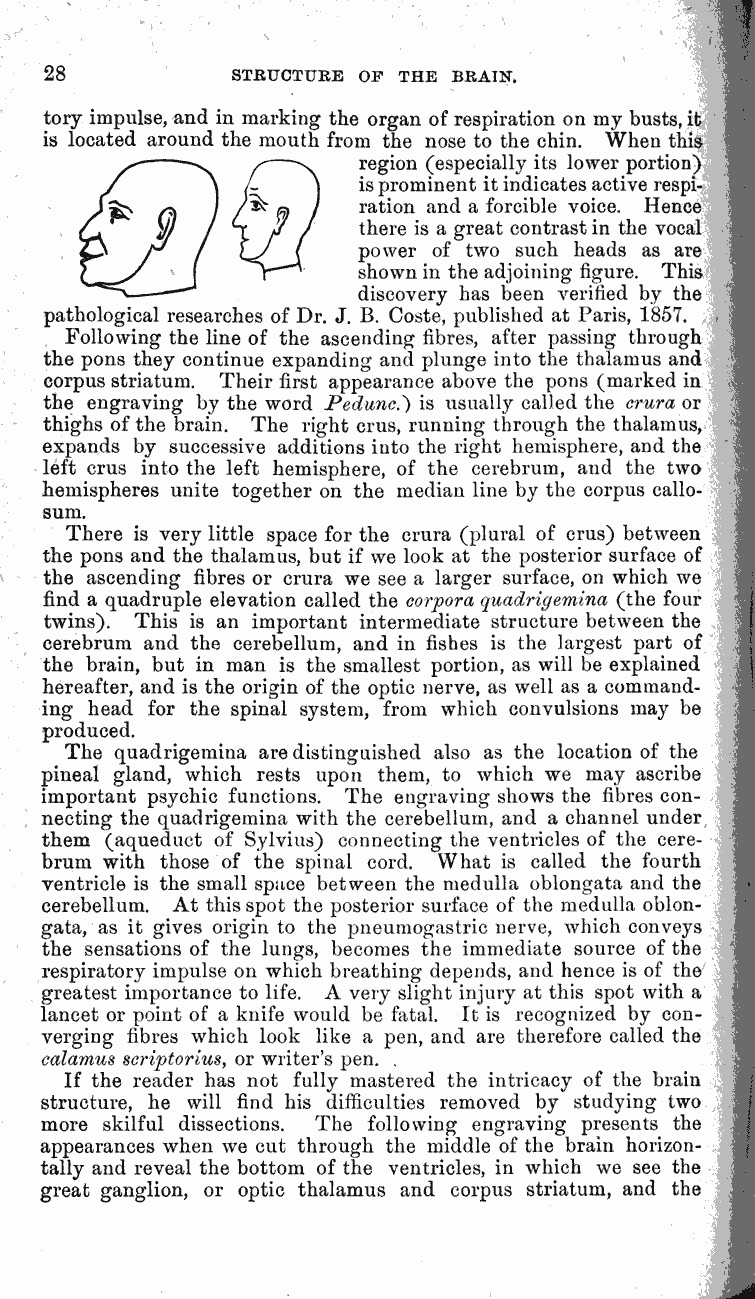 28 STRUCTURE OF THE BRAIN.
tory impulse, and in marking the organ of respiration on my busts, it
is located around the mouth from the nose to the chin. When this
region (especially its lower portion)
is prominent it indicates active respi-
ration and a forcible voice. Hence
there is a great contrast in the vocal
power of two such heads as are
shown in the adjoining figure. This
discovery has been verified by the
pathological researches of Dr. J. B. Coste, published at Paris, 1857.
Following the line of the ascending fibres, after passing through
the pons they continue expanding and plunge into the thalamus and
corpus striatum. Their first appearance above the pons (marked in
the engraving by the word Pedunc.) is usually called the crura or
thighs of the brain. The right crus, running through the thalamus,
expands by successive additions into the right hemisphere, and the
left crus into the left hemisphere, of the cerebrum, and the two
hemispheres unite together on the median line by the corpus callo-
sum.
There is very little space for the crura (plural of crus) between
the pons and the thalamus, but if we look at the posterior surface of
the ascending fibres or crura we see a larger surface, on which we
find a quadruple elevation called the corpora quadrigemina (the four
twins). This is an important intermediate structure between the
cerebrum and the cerebellum, and in fishes is the largest part of
the brain, but in man is the smallest portion, as will be explained
hereafter, and is the origin of the optic nerve, as well as a command-
ing head for the spinal system, from which convulsions may be
produced.
The quadrigemina are distinguished also as the location of the
pineal gland, which rests upon them, to which we may ascribe
important psychic functions. The engraving shows the fibres con-
necting the quadrigemina with the cerebellum, and a channel under
them (aqueduct of Sylvius) connecting the ventricles of the cere-
brum with those of the spinal cord. What is called the fourth
ventricle is the small space between the medulla oblongata and the
cerebellum. At this spot the posterior surface of the medulla oblon-
gata, as it gives origin to the pneumogastric nerve, which conveys
the sensations of the lungs, becomes the immediate source of the
respiratory impulse on which breathing depends, and hence is of the
greatest importance to life. A very slight injury at this spot with a
lancet or point of a knife would be fatal. It is recognized by con-
verging fibres which look like a pen, and are therefore called the
calamus scriptorius, or writer's pen.
If the reader has not fully mastered the intricacy of the brain
structure, he will find his difficulties removed by studying two
more skilful dissections. The following engraving presents the
appearances when we cut through the middle of the brain horizon-
tally and reveal the bottom of the ventricles, in which we see the
great ganglion, or optic thalamus and corpus striatum, and the